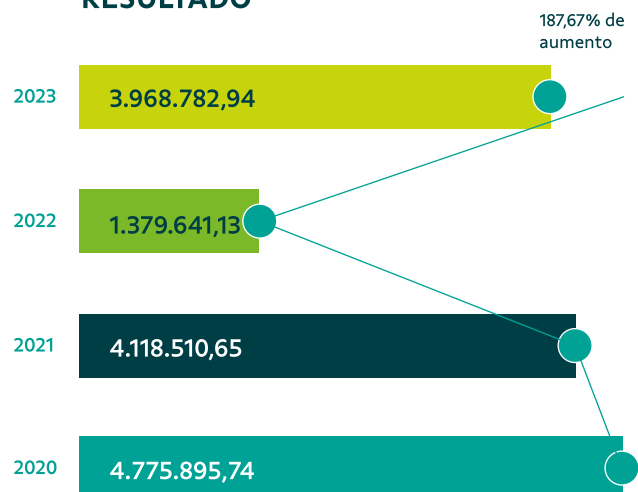 RESULTADO
187,67% de
aumento
2023
3.968.782,94
2022
1.379.641,13
2021
4.118.510,65
2020
4.775.895,74